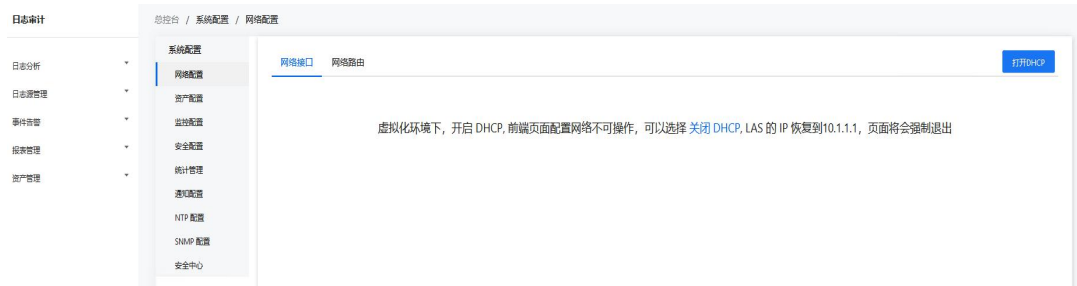 日志审计
总控台 / 系统配置 / 网络配置
日志分析
日志源管理
事件告警
报表管理
资产管理
系统配置
网络配置
资产配置
监控配置
安全配置
统计管理
通知配置
NTP 配置
SNMP 配置
安全中心
网络接口 网络路由
打开DHCP
虚拟化环境下，开启 DHCP, 前端页面配置网络不可操作，可以选择 关闭 DHCP, LAS 的 IP 恢复到10.1.1.1，页面将会强制退出